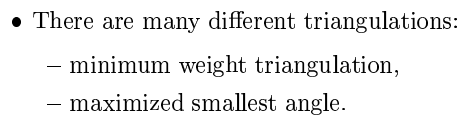 • There are many different triangulations:
– minimum weight triangulation,
– maximized smallest angle.